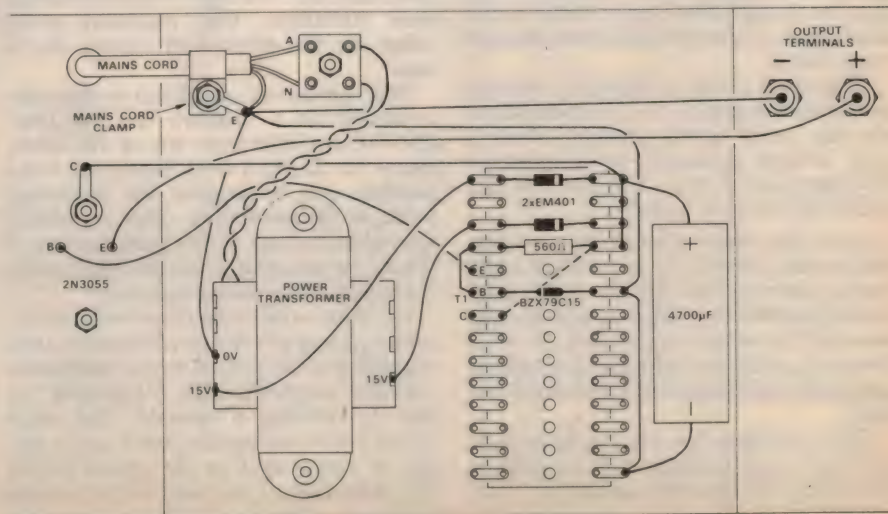 A
MAINS CORD
N
MAINS CORD
CLAMP
E
OUTPUT
TERMINALS
− +
C
B
E
2N3055
POWER
TRANSFORMER
0V
15V
15V
2xEM401
560Ω
E
T1
B
BZX79C15
C
+
4700µF
−